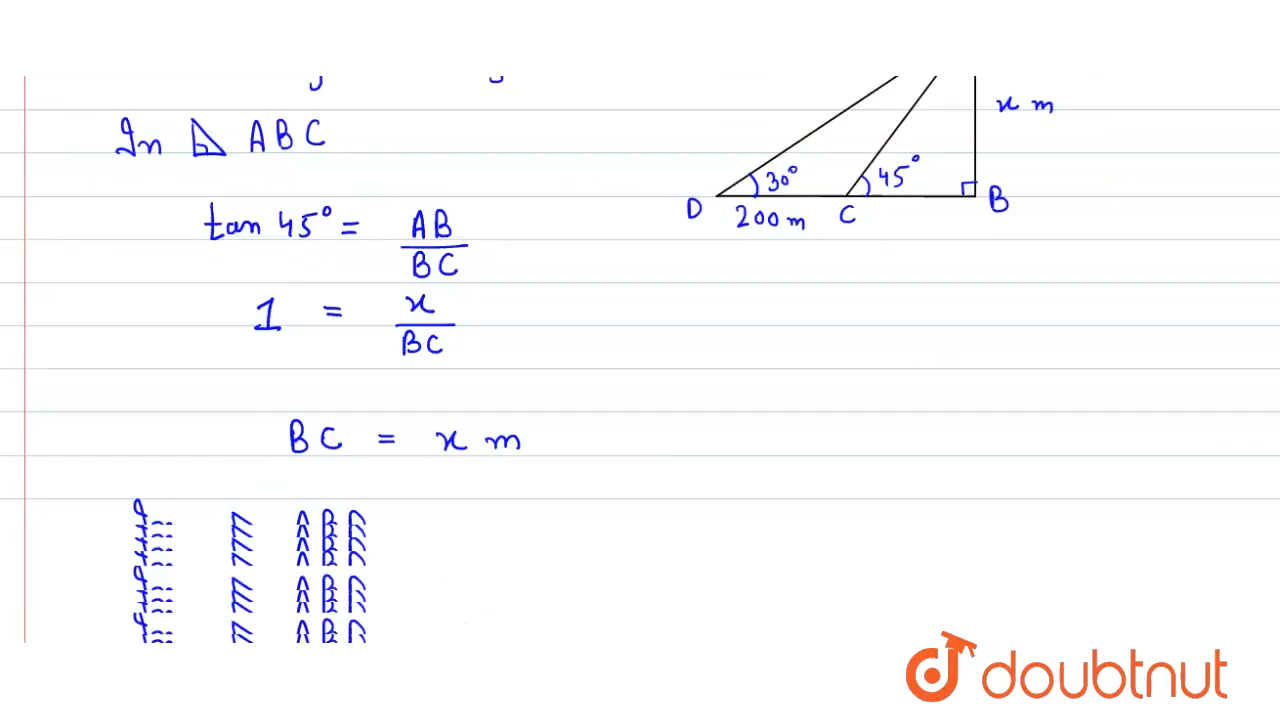 In ABC
tan 45° = AB
BC
1 = x
BC
BC = x m
x m
30° 45°
D 200 m C B
doubtnut